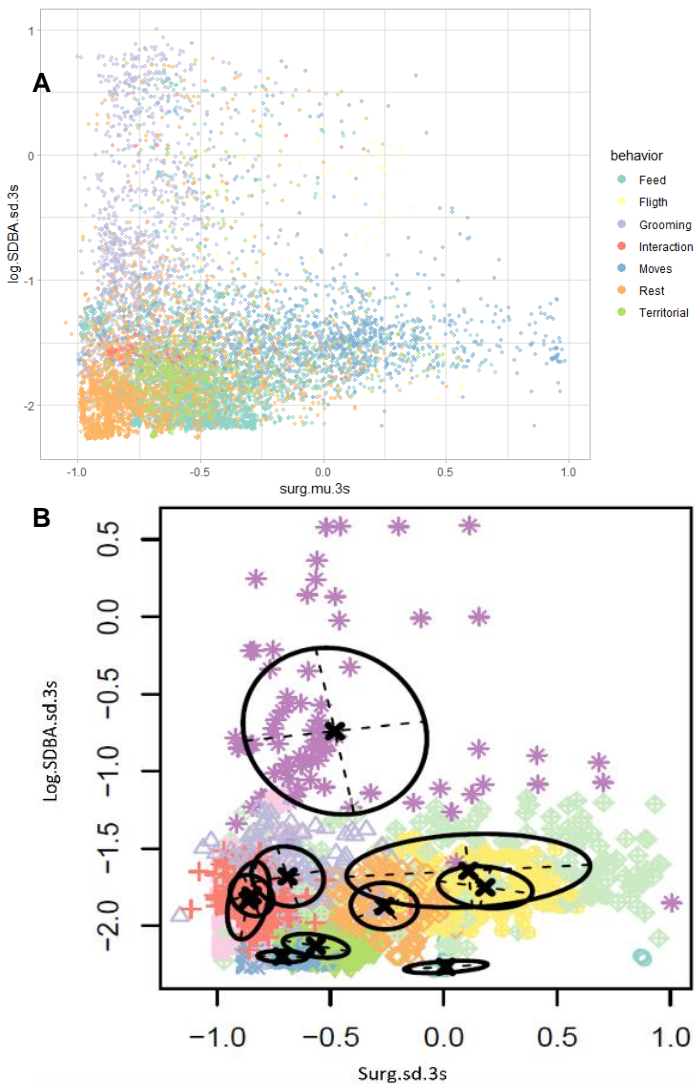 A
1
0
-1
-2
log.SDBA.sd.3s
-1.0 -0.5 0.0 0.5 1.0
surg.mu.3s
behavior
Feed
Fligth
Grooming
Interaction
Moves
Rest
Territorial
B
0.5
0.0
−0.5
−1.0
−1.5
−2.0
Log.SDBA.sd.3s
−1.0 −0.5 0.0 0.5 1.0
Surg.sd.3s